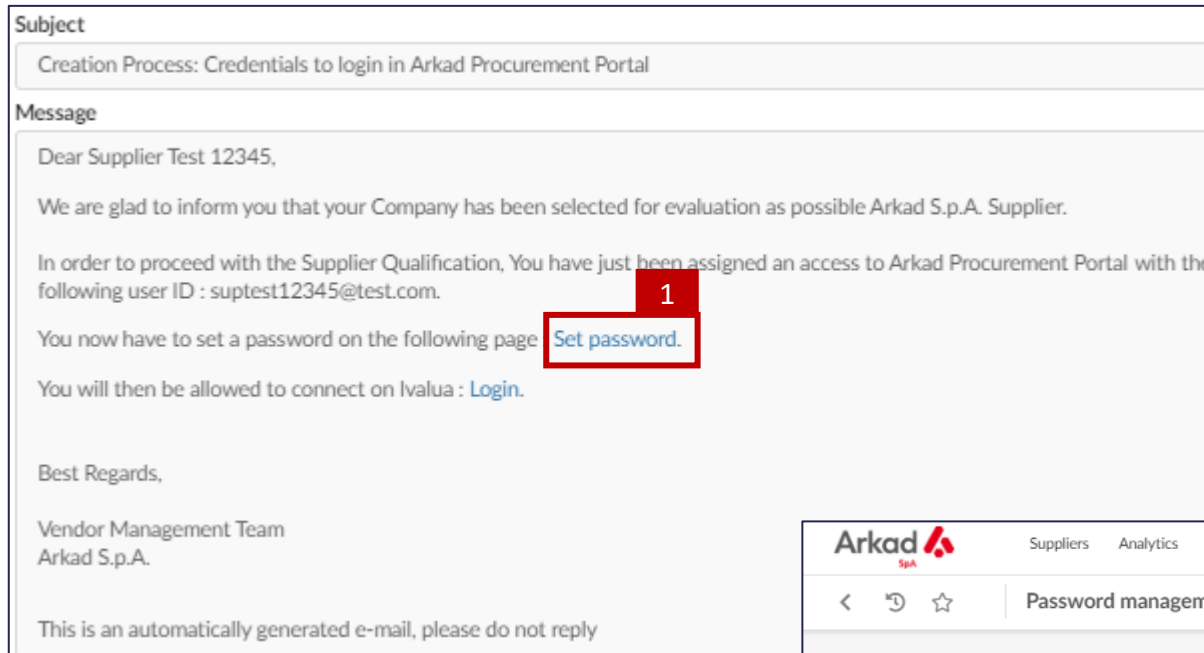 Subject
Creation Process: Credentials to login in Arkad Procurement Portal
Message
Dear Supplier Test 12345,
We are glad to inform you that your Company has been selected for evaluation as possible Arkad S.p.A. Supplier.
In order to proceed with the Supplier Qualification, You have just been assigned an access to Arkad Procurement Portal with the
following user ID : suptest12345@test.com.
1
You now have to set a password on the following page Set password.
You will then be allowed to connect on Ivalua : Login.
Best Regards,
Vendor Management Team
Arkad S.p.A.
This is an automatically generated e-mail, please do not reply
Arkad SpA Suppliers Analytics
Password managem